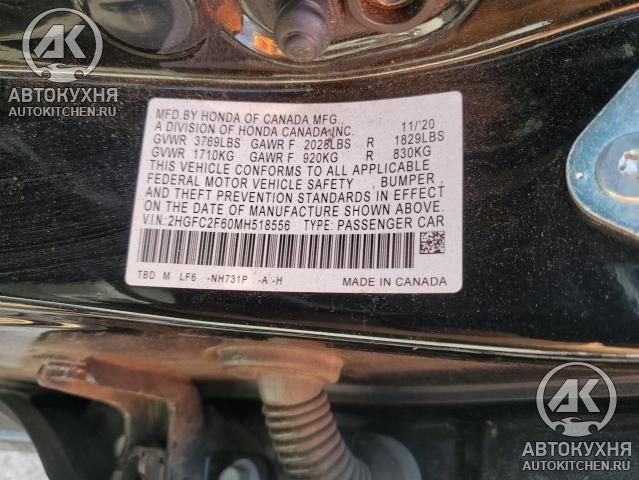 АК
АВТОКУХНЯ
AUTOKITCHEN.RU
MFD.BY HONDA OF CANADA MFG.,
A DIVISION OF HONDA CANADA INC. 11/'20
GVWR 3769LBS GAWR F 2028LBS R 1829LBS
GVWR 1710KG GAWR F 920KG R 830KG
THIS VEHICLE CONFORMS TO ALL APPLICABLE
FEDERAL MOTOR VEHICLE SAFETY , BUMPER ,
AND THEFT PREVENTION STANDARDS IN EFFECT
ON THE DATE OF MANUFACTURE SHOWN ABOVE.
V.I.N: 2HGFC2F60MH518556 TYPE: PASSENGER CAR
TBD M LF6 -NH731P -A -H MADE IN CANADA
АК
АВТОКУХНЯ
AUTOKITCHEN.RU